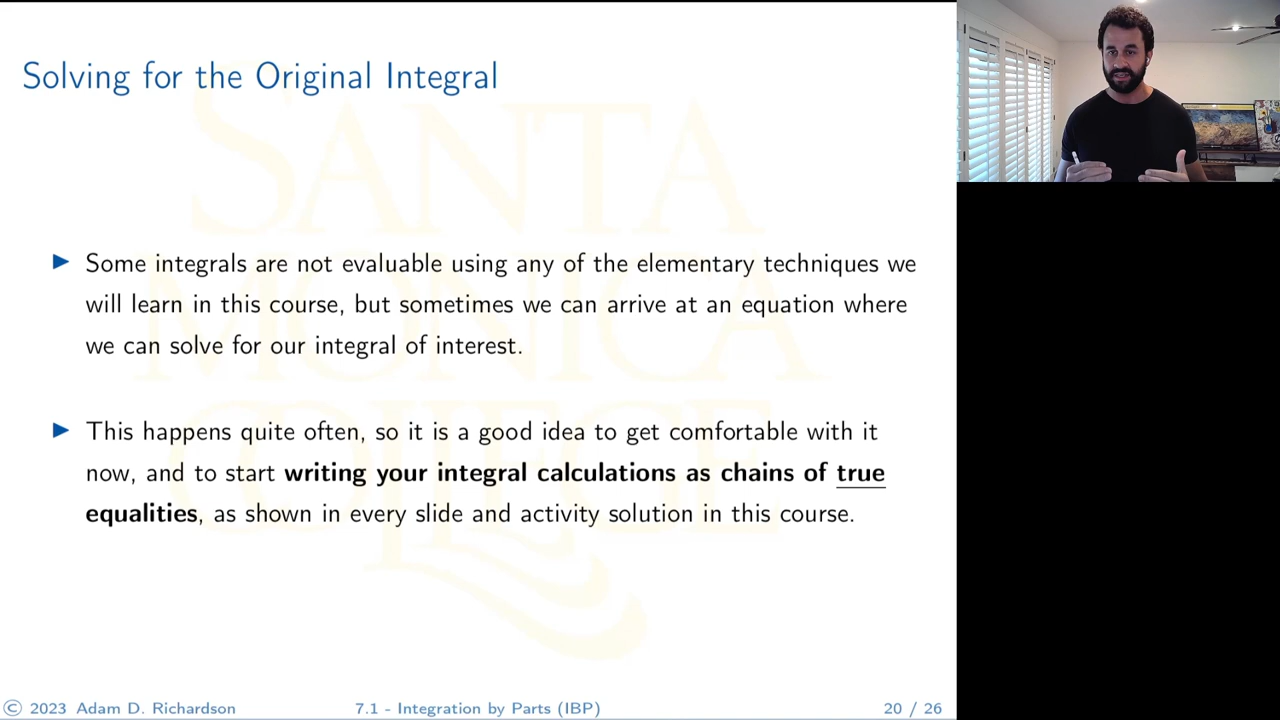 Solving for the Original Integral
SANTA
MONICA
COLLEGE
▶ Some integrals are not evaluable using any of the elementary techniques we
will learn in this course, but sometimes we can arrive at an equation where
we can solve for our integral of interest.
▶ This happens quite often, so it is a good idea to get comfortable with it
now, and to start writing your integral calculations as chains of true
equalities, as shown in every slide and activity solution in this course.
© 2023 Adam D. Richardson 7.1 - Integration by Parts (IBP) 20 / 26